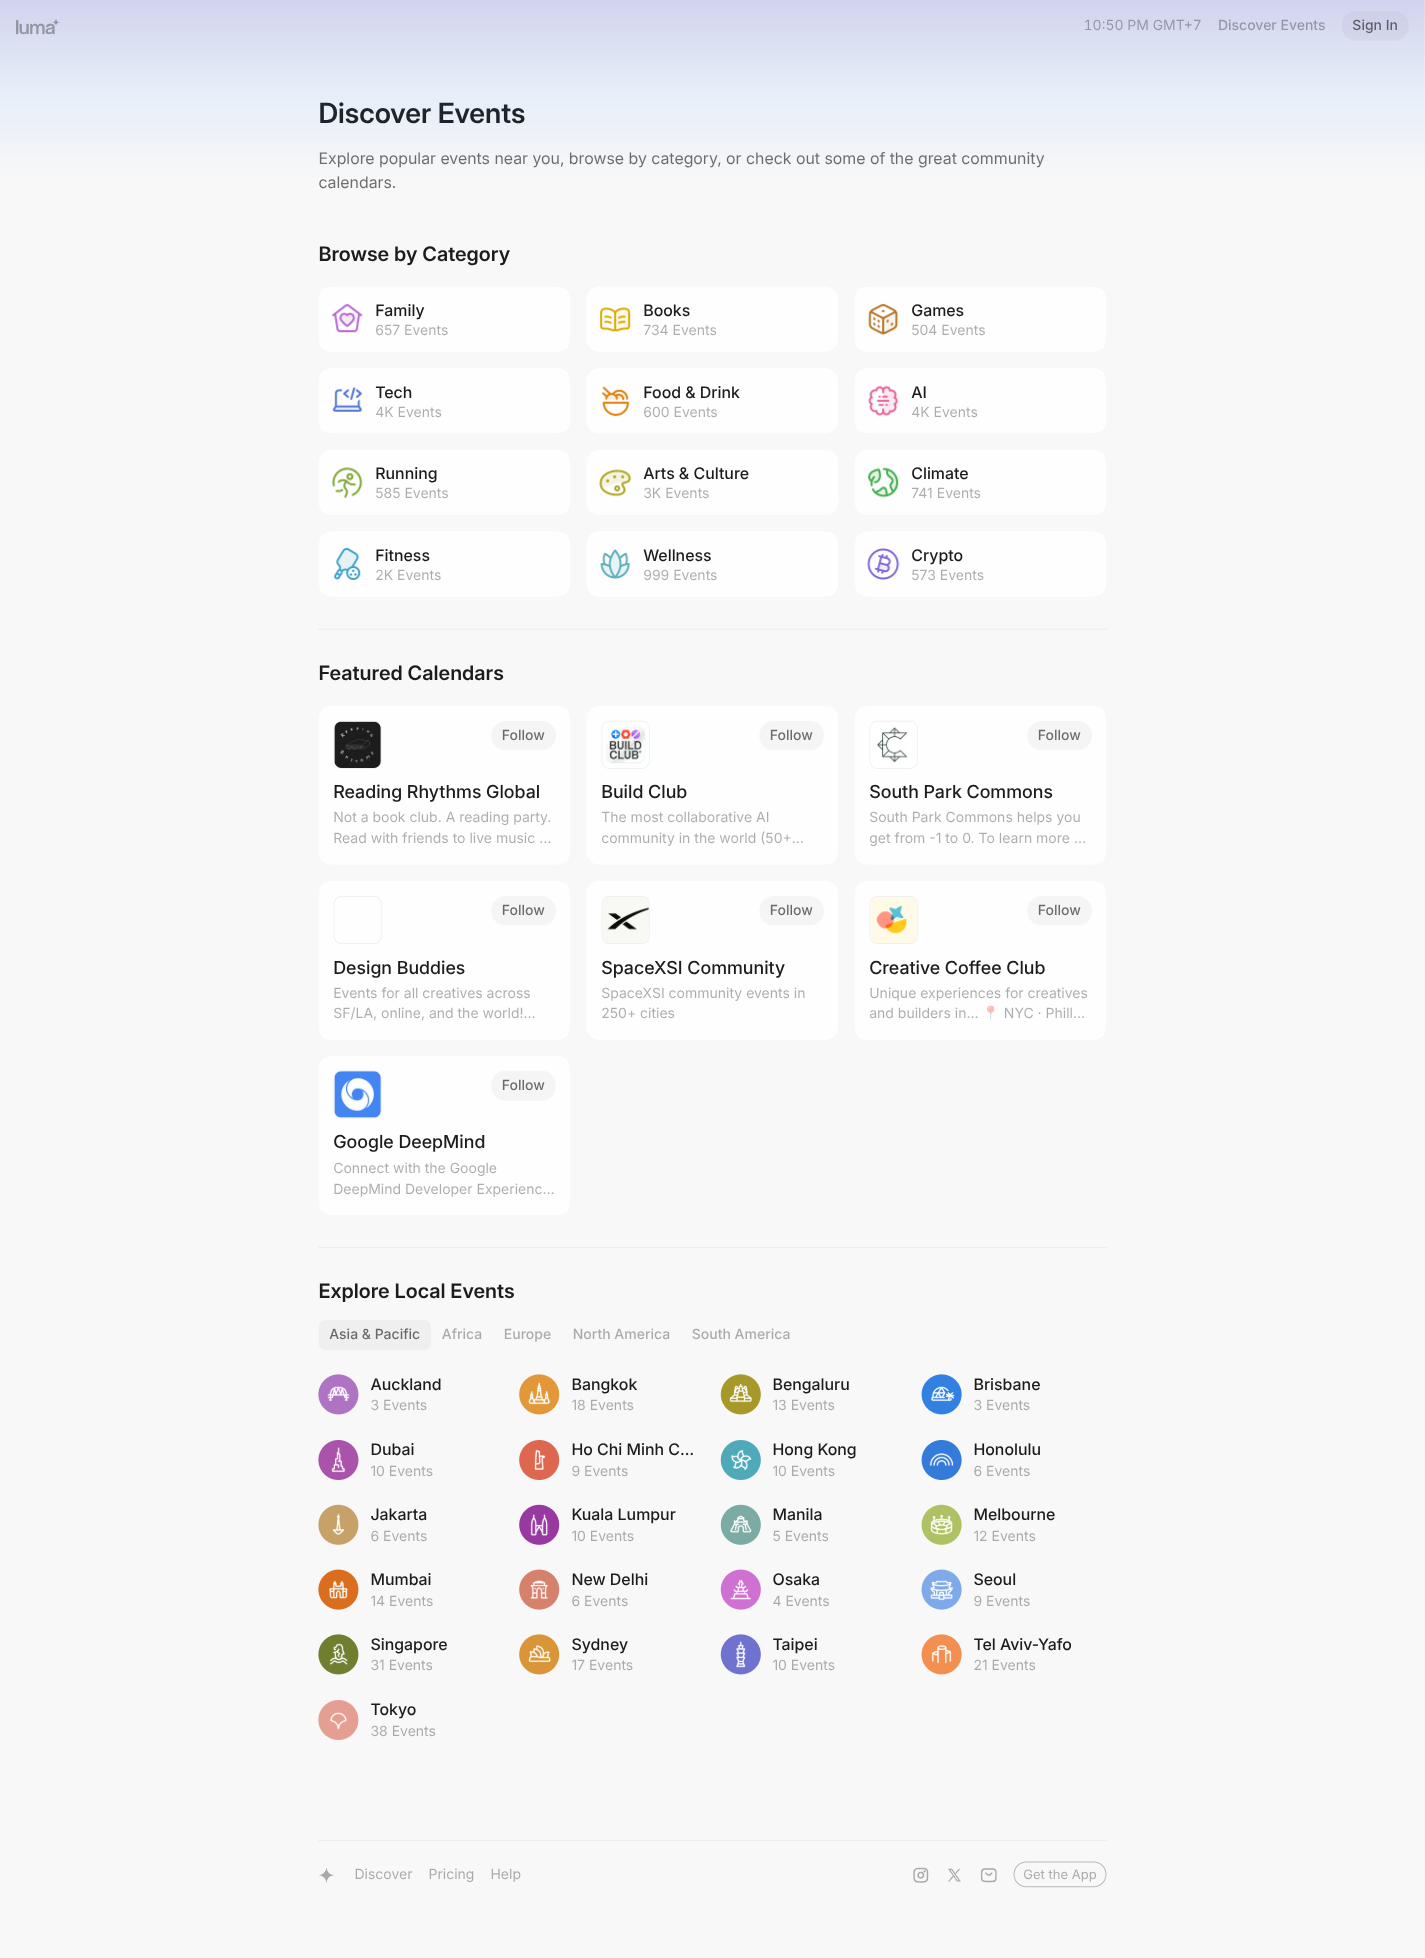 luma
10:50 PM GMT+7 Discover Events Sign In
Discover Events
Explore popular events near you, browse by category, or check out some of the great community
calendars.
Browse by Category
Family
657 Events
Books
734 Events
Games
504 Events
Tech
4K Events
Food & Drink
600 Events
AI
4K Events
Running
585 Events
Arts & Culture
3K Events
Climate
741 Events
Fitness
2K Events
Wellness
999 Events
Crypto
573 Events
Featured Calendars
Follow
Reading Rhythms Global
Not a book club. A reading party.
Read with friends to live music ...
BUILD
CLUB
Follow
Build Club
The most collaborative AI
community in the world (50+...
Follow
South Park Commons
South Park Commons helps you
get from -1 to 0. To learn more ...
Follow
Design Buddies
Events for all creatives across
SF/LA, online, and the world!...
Follow
SpaceXSI Community
SpaceXSI community events in
250+ cities
Follow
Creative Coffee Club
Unique experiences for creatives
and builders in... 📍 NYC · Phill...
Follow
Google DeepMind
Connect with the Google
DeepMind Developer Experienc...
Explore Local Events
Asia & Pacific Africa Europe North America South America
Auckland
3 Events
Bangkok
18 Events
Bengaluru
13 Events
Brisbane
3 Events
Dubai
10 Events
Ho Chi Minh C...
9 Events
Hong Kong
10 Events
Honolulu
6 Events
Jakarta
6 Events
Kuala Lumpur
10 Events
Manila
5 Events
Melbourne
12 Events
Mumbai
14 Events
New Delhi
6 Events
Osaka
4 Events
Seoul
9 Events
Singapore
31 Events
Sydney
17 Events
Taipei
10 Events
Tel Aviv-Yafo
21 Events
Tokyo
38 Events
Discover Pricing Help
Get the App